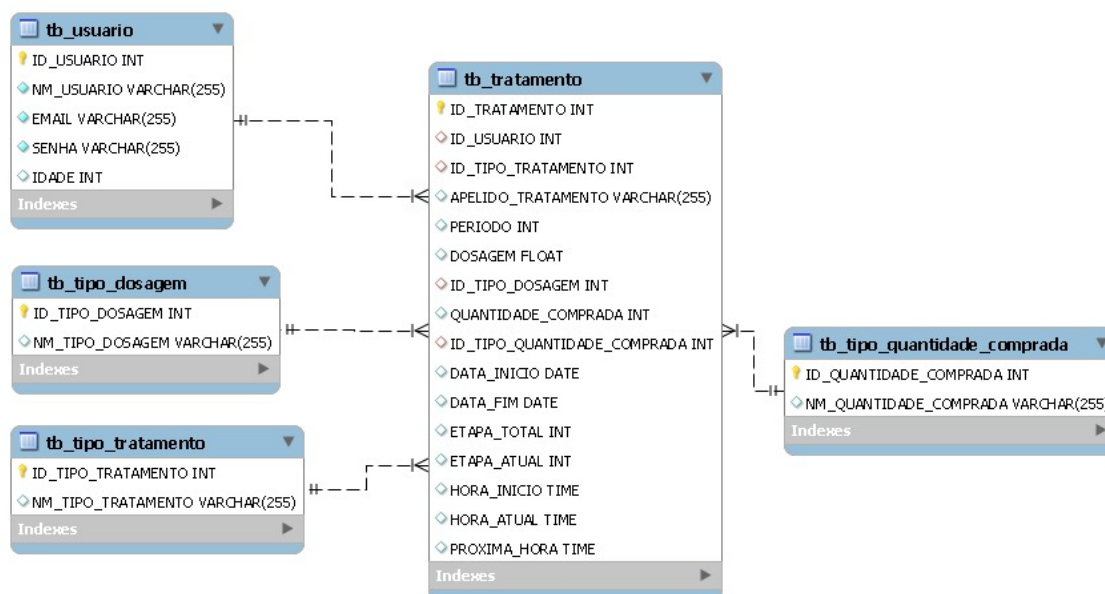 tb_usuario
ID_USUARIO INT
NM_USUARIO VARCHAR(255)
EMAIL VARCHAR(255)
SENHA VARCHAR(255)
IDADE INT
Indexes
tb_tipo_dosagem
ID_TIPO_DOSAGEM INT
NM_TIPO_DOSAGEM VARCHAR(255)
Indexes
tb_tipo_tratamento
ID_TIPO_TRATAMENTO INT
NM_TIPO_TRATAMENTO VARCHAR(255)
Indexes
tb_tratamento
ID_TRATAMENTO INT
ID_USUARIO INT
ID_TIPO_TRATAMENTO INT
APELIDO_TRATAMENTO VARCHAR(255)
PERIODO INT
DOSAGEM FLOAT
ID_TIPO_DOSAGEM INT
QUANTIDADE_COMPRADA INT
ID_TIPO_QUANTIDADE_COMPRADA INT
DATA_INICIO DATE
DATA_FIM DATE
ETAPA_TOTAL INT
ETAPA_ATUAL INT
HORA_INICIO TIME
HORA_ATUAL TIME
PROXIMA_HORA TIME
Indexes
tb_tipo_quantidade_comprada
ID_QUANTIDADE_COMPRADA INT
NM_QUANTIDADE_COMPRADA VARCHAR(255)
Indexes